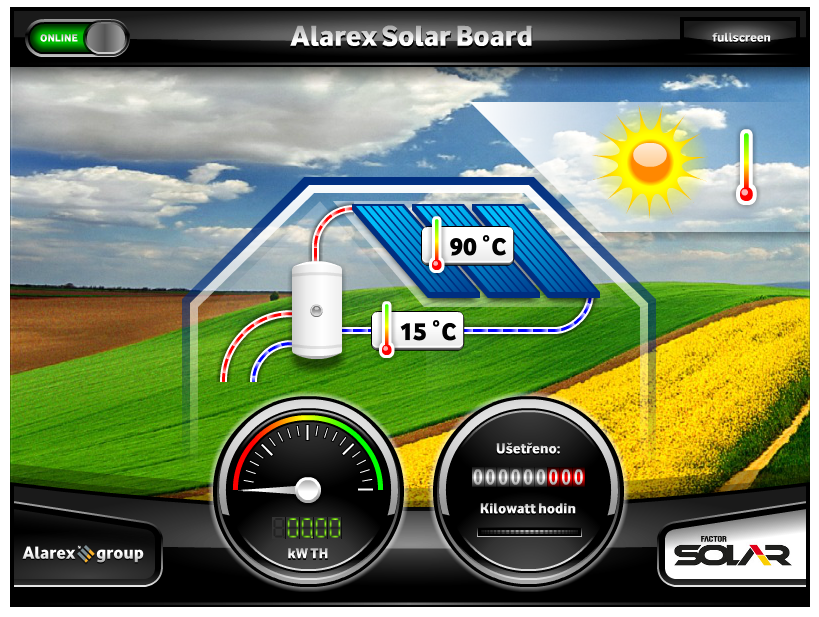 ONLINE
Alarex Solar Board
fullscreen
90 °C
15 °C
Ušetřeno:
000000000
Kilowatt hodin
0000
kW TH
Alarex group
FACTOR
SOLAR